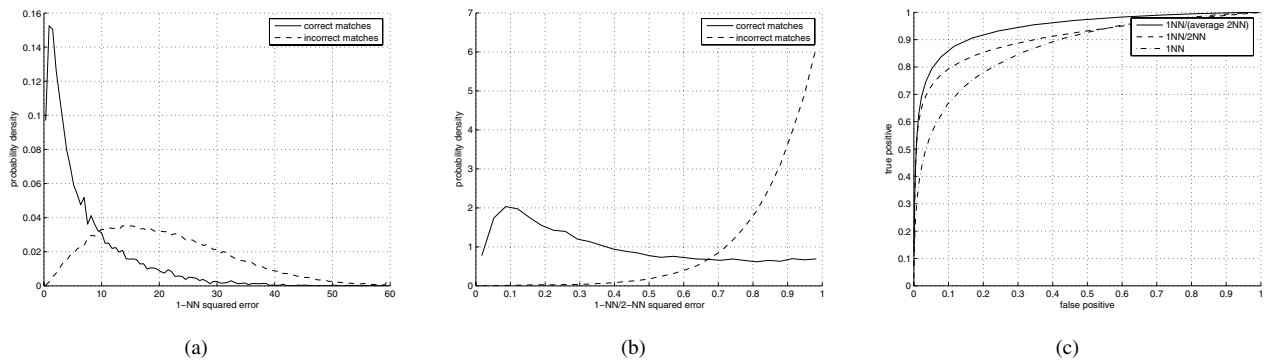 0.16
0.14
0.12
0.1
0.08
0.06
0.04
0.02
0
0 10 20 30 40 50 60
probability density
1−NN squared error
correct matches
incorrect matches
(a)
7
6
5
4
3
2
1
0
0 0.1 0.2 0.3 0.4 0.5 0.6 0.7 0.8 0.9 1
probability density
1−NN/2−NN squared error
correct matches
incorrect matches
(b)
1
0.9
0.8
0.7
0.6
0.5
0.4
0.3
0.2
0.1
0
0 0.1 0.2 0.3 0.4 0.5 0.6 0.7 0.8 0.9 1
true positive
false positive
1NN/(average 2NN)
1NN/2NN
1NN
(c)